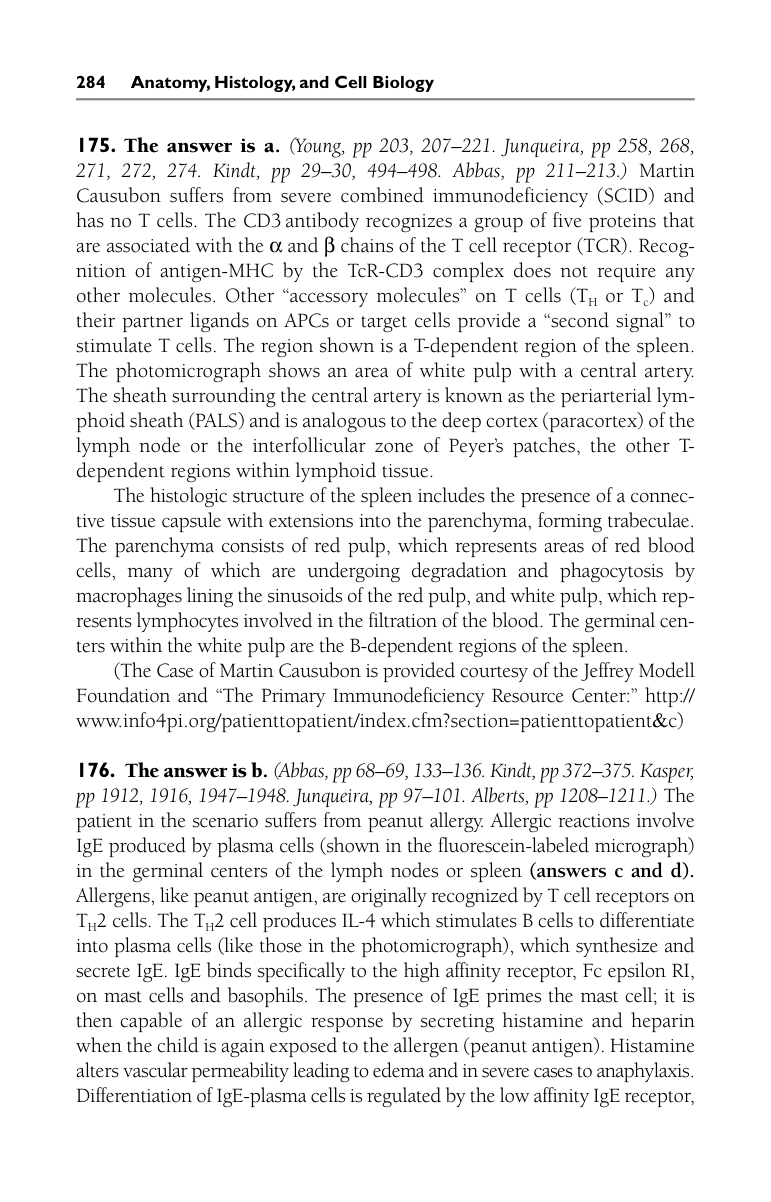 284 Anatomy, Histology, and Cell Biology
175. The answer is a. (Young, pp 203, 207–221. Junqueira, pp 258, 268,
271, 272, 274. Kindt, pp 29–30, 494–498. Abbas, pp 211–213.) Martin
Causubon suffers from severe combined immunodeficiency (SCID) and
has no T cells. The CD3 antibody recognizes a group of five proteins that
are associated with the α and β chains of the T cell receptor (TCR). Recog-
nition of antigen-MHC by the TcR-CD3 complex does not require any
other molecules. Other “accessory molecules” on T cells (TH or Tc) and
their partner ligands on APCs or target cells provide a “second signal” to
stimulate T cells. The region shown is a T-dependent region of the spleen.
The photomicrograph shows an area of white pulp with a central artery.
The sheath surrounding the central artery is known as the periarterial lym-
phoid sheath (PALS) and is analogous to the deep cortex (paracortex) of the
lymph node or the interfollicular zone of Peyer’s patches, the other T-
dependent regions within lymphoid tissue.
The histologic structure of the spleen includes the presence of a connec-
tive tissue capsule with extensions into the parenchyma, forming trabeculae.
The parenchyma consists of red pulp, which represents areas of red blood
cells, many of which are undergoing degradation and phagocytosis by
macrophages lining the sinusoids of the red pulp, and white pulp, which rep-
resents lymphocytes involved in the filtration of the blood. The germinal cen-
ters within the white pulp are the B-dependent regions of the spleen.
(The Case of Martin Causubon is provided courtesy of the Jeffrey Modell
Foundation and “The Primary Immunodeficiency Resource Center:” http://
www.info4pi.org/patienttopatient/index.cfm?section=patienttopatient&c)
176. The answer is b. (Abbas, pp 68–69, 133–136. Kindt, pp 372–375. Kasper,
pp 1912, 1916, 1947–1948. Junqueira, pp 97–101. Alberts, pp 1208–1211.) The
patient in the scenario suffers from peanut allergy. Allergic reactions involve
IgE produced by plasma cells (shown in the fluorescein-labeled micrograph)
in the germinal centers of the lymph nodes or spleen (answers c and d).
Allergens, like peanut antigen, are originally recognized by T cell receptors on
TH2 cells. The TH2 cell produces IL-4 which stimulates B cells to differentiate
into plasma cells (like those in the photomicrograph), which synthesize and
secrete IgE. IgE binds specifically to the high affinity receptor, Fc epsilon RI,
on mast cells and basophils. The presence of IgE primes the mast cell; it is
then capable of an allergic response by secreting histamine and heparin
when the child is again exposed to the allergen (peanut antigen). Histamine
alters vascular permeability leading to edema and in severe cases to anaphylaxis.
Differentiation of IgE-plasma cells is regulated by the low affinity IgE receptor,